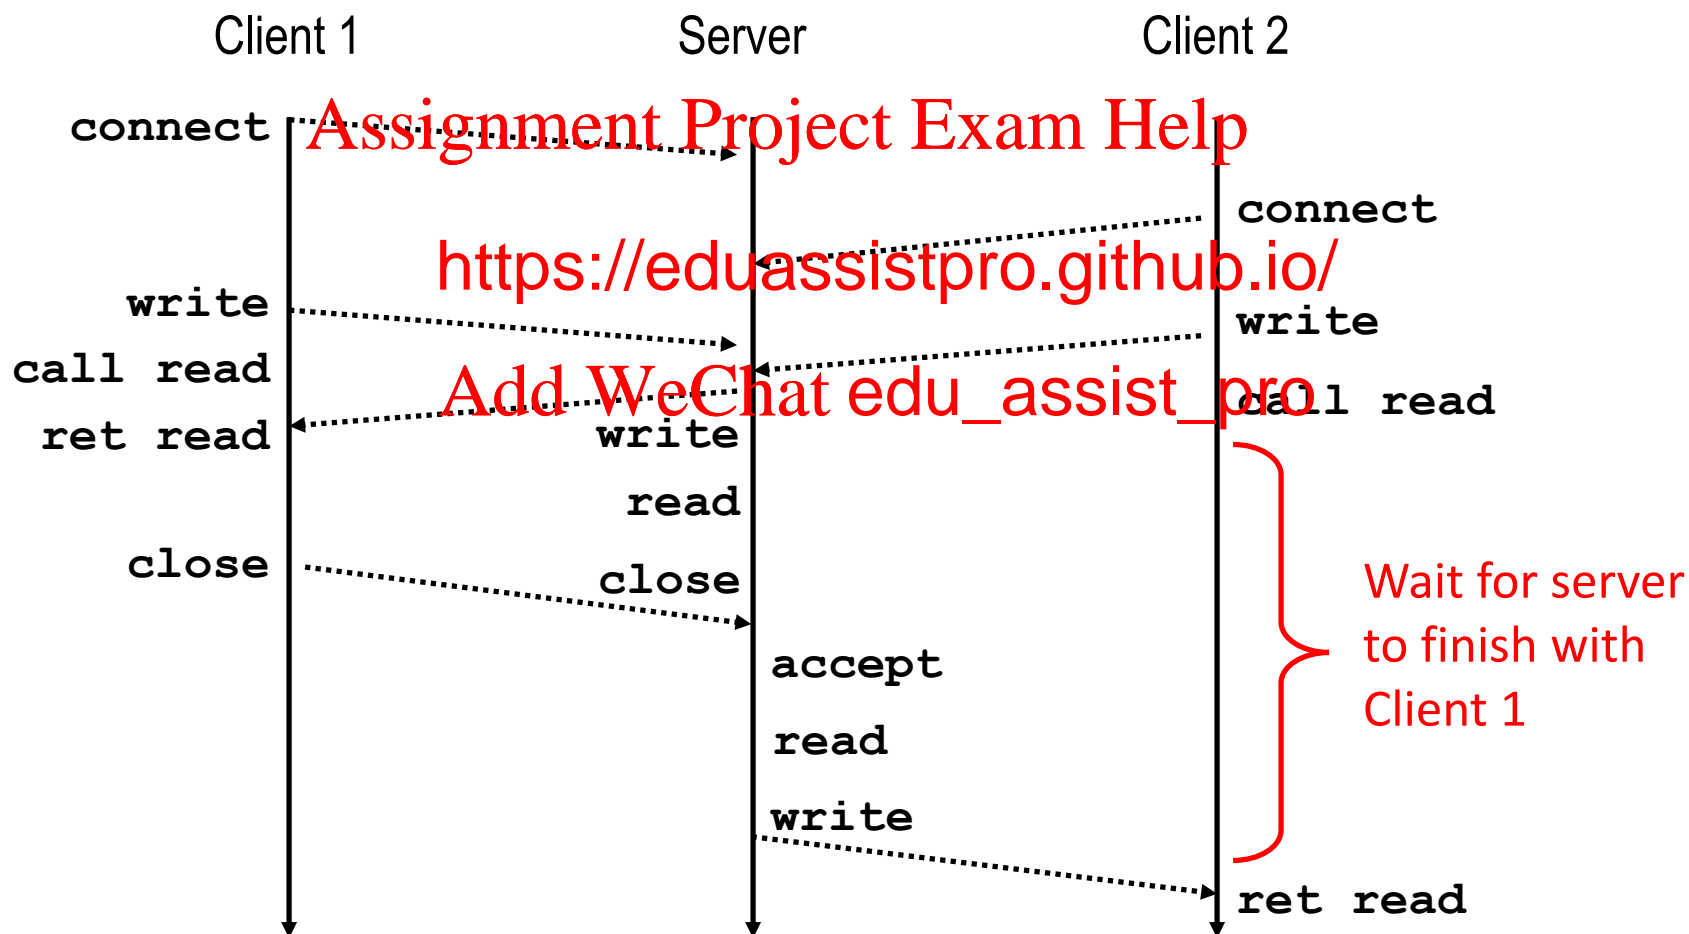 Client 1 Server Client 2
connect Assignment Project Exam Help
connect
https://eduassistpro.github.io/
write
write
call read
Add WeChat edu_assist_pro
call read
ret read
write
read
close
close
Wait for server
to finish with
Client 1
accept
read
write
ret read